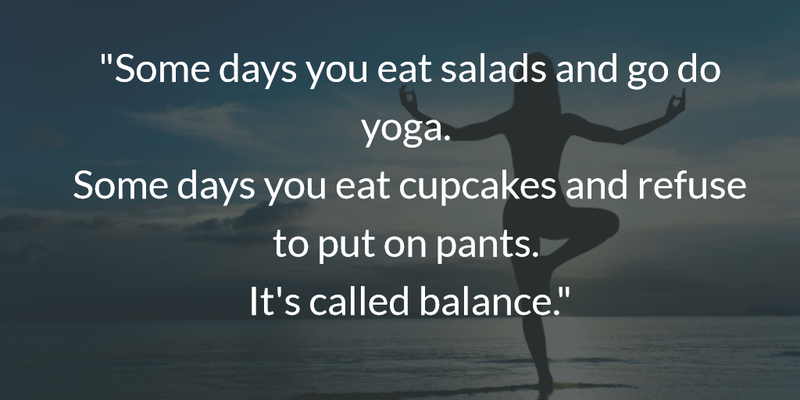 "Some days you eat salads and go do
yoga.
Some days you eat cupcakes and refuse
to put on pants.
It's called balance."